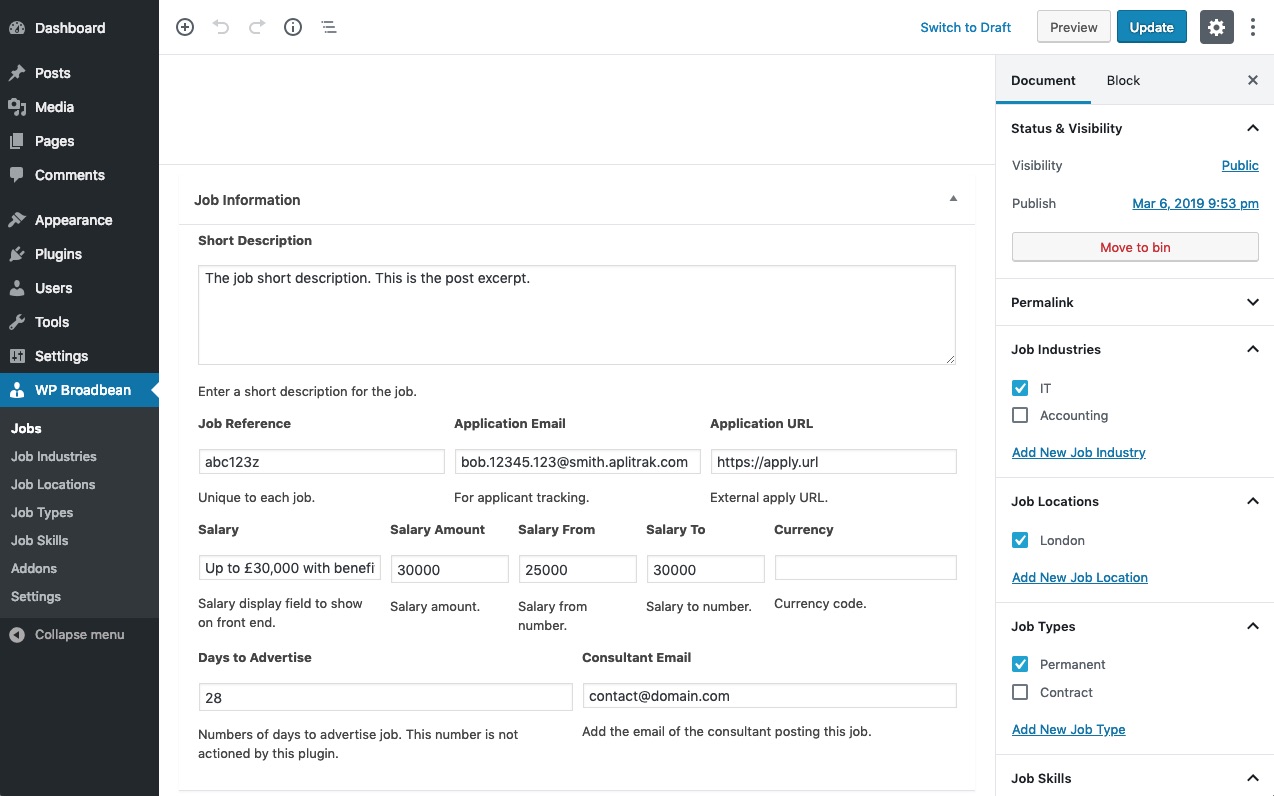 Dashboard
Posts
Media
Pages
Comments
Appearance
Plugins
Users
Tools
Settings
WP Broadbean
Jobs
Job Industries
Job Locations
Job Types
Job Skills
Addons
Settings
Collapse menu
Switch to Draft
Preview
Update
Job Information
Short Description
The job short description. This is the post excerpt.
Enter a short description for the job.
Job Reference Application Email Application URL
abc123z bob.12345.123@smith.aplitrak.com https://apply.url
Unique to each job. For applicant tracking. External apply URL.
Salary Salary Amount Salary From Salary To Currency
Up to £30,000 with benefi 30000 25000 30000
Salary display field to show
on front end.
Salary amount.
Salary from
number.
Salary to number.
Currency code.
Days to Advertise Consultant Email
28 contact@domain.com
Numbers of days to advertise job. This number is not
actioned by this plugin.
Add the email of the consultant posting this job.
Document Block
Status & Visibility
Visibility Public
Publish Mar 6, 2019 9:53 pm
Move to bin
Permalink
Job Industries
IT
Accounting
Add New Job Industry
Job Locations
London
Add New Job Location
Job Types
Permanent
Contract
Add New Job Type
Job Skills